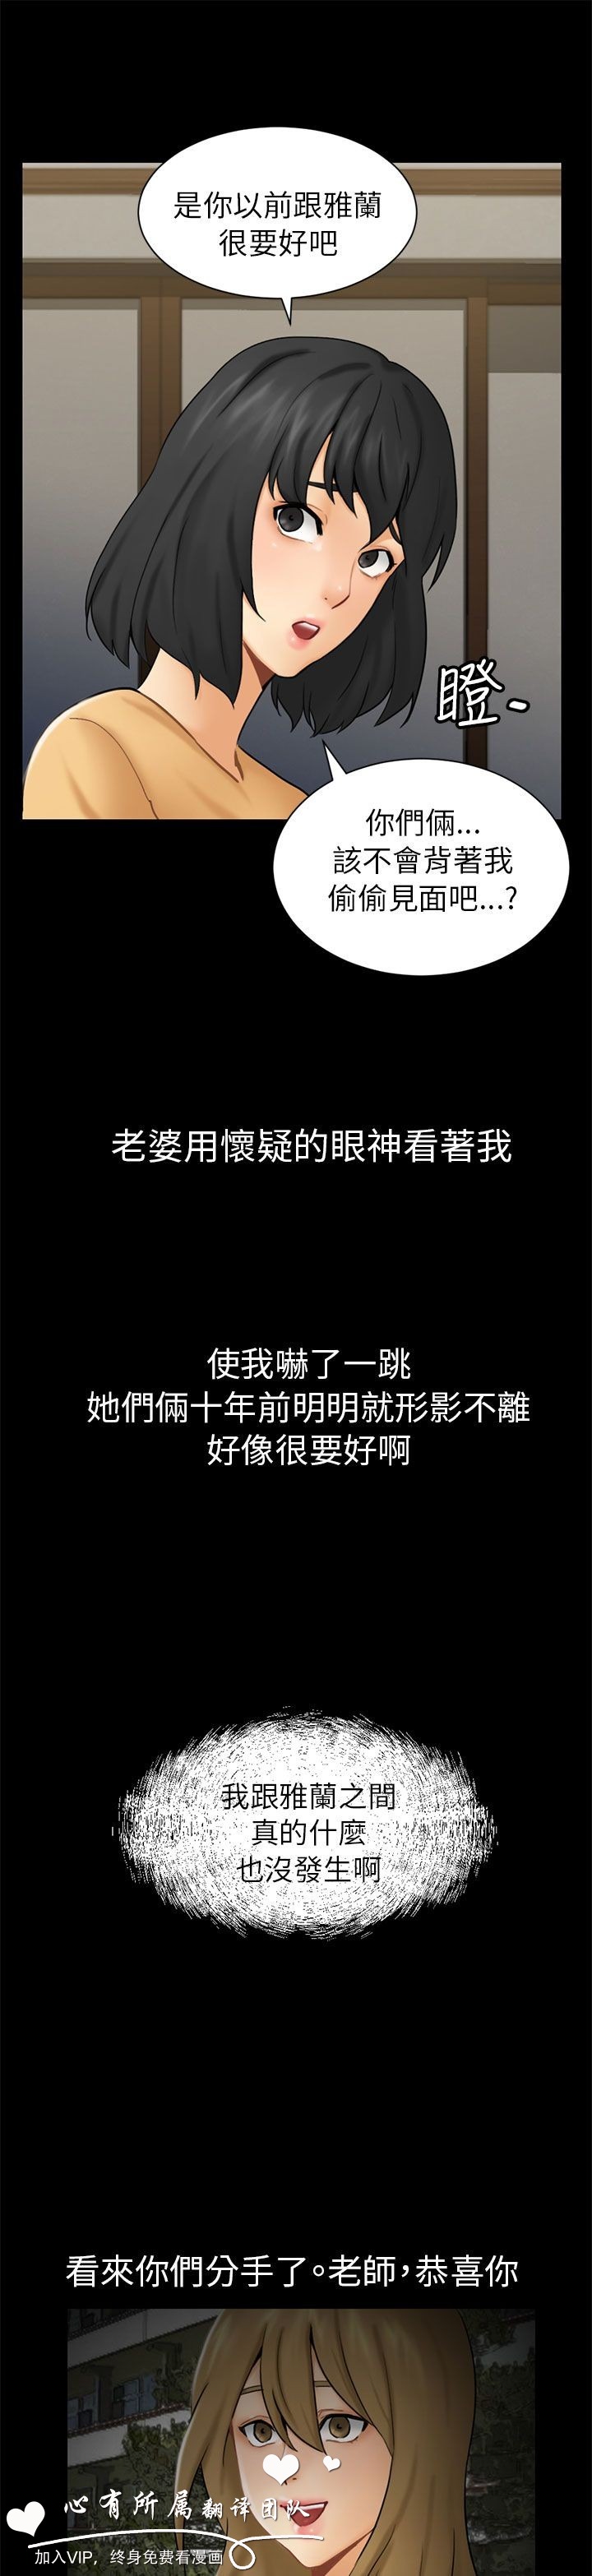 是你以前跟雅蘭
很要好吧
瞪-
你們倆...
該不會背著我
偷偷見面吧...?
老婆用懷疑的眼神看著我
使我嚇了一跳
她們倆十年前明明就形影不離
好像很要好啊
我跟雅蘭之間
真的什麼
也沒發生啊
看來你們分手了。老師，恭喜你
心有所属翻译团队
加入VIP，终身免费看漫画